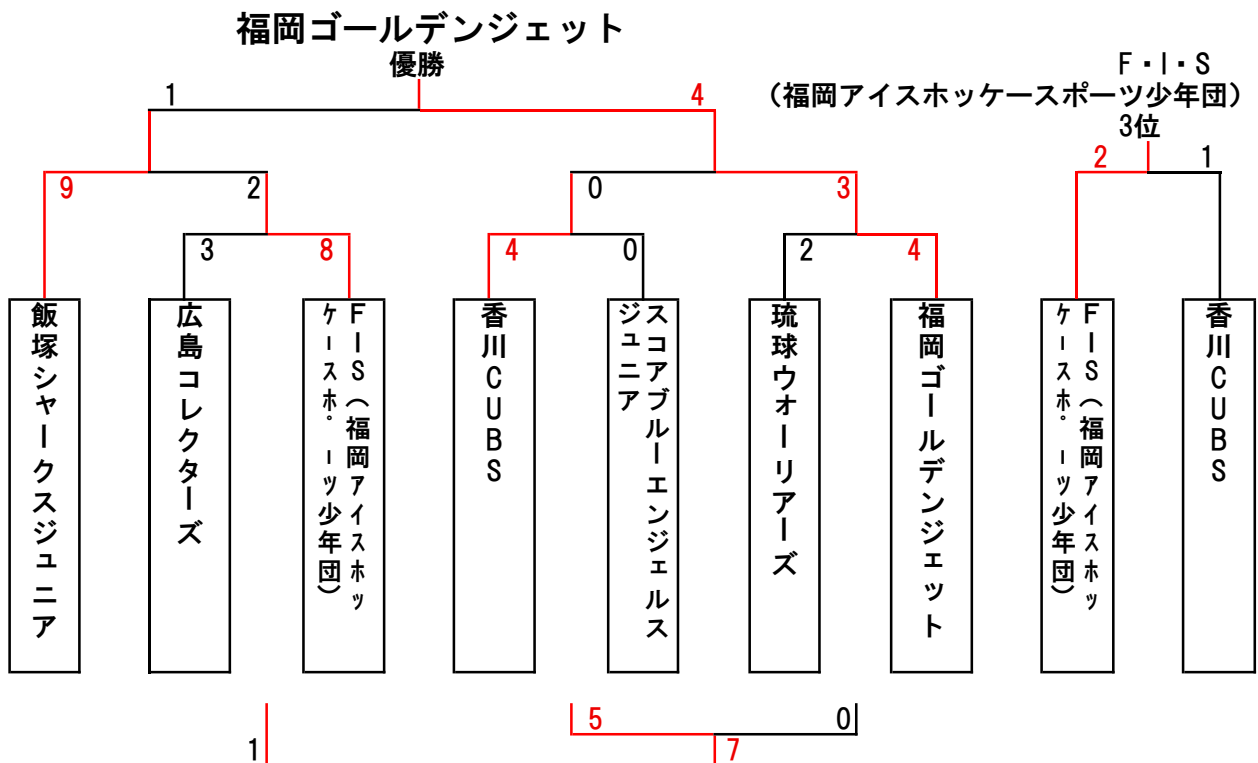 福岡ゴールデンジェット
優勝
F・I・S
(福岡アイスホッケースポーツ少年団)
3位
1
4
2
1
9
2
0
3
3
8
4
0
2
4
飯塚シャークスジュニア
広島コレクターズ
FIS(福岡アイスホッ
ケースポーツ少年団)
香川CUBS
スコアブルーエンジェルス
ジュニア
琉球ウオーリアーズ
福岡ゴールデンジェット
FIS(福岡アイスホッ
ケースポーツ少年団)
香川CUBS
5
0
1
7